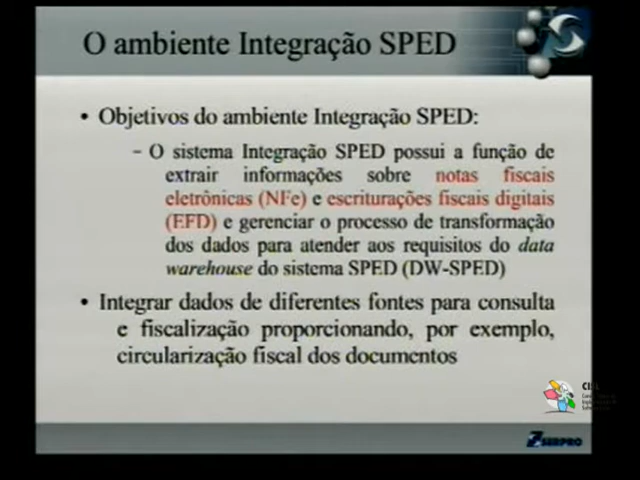 O ambiente Integração SPED
• Objetivos do ambiente Integração SPED:
– O sistema Integração SPED possui a função de
extrair informações sobre notas fiscais
eletrônicas (NFe) e escriturações fiscais digitais
(EFD) e gerenciar o processo de transformação
dos dados para atender aos requisitos do data
warehouse do sistema SPED (DW-SPED)
• Integrar dados de diferentes fontes para consulta
e fiscalização proporcionando, por exemplo,
circularização fiscal dos documentos
SERPRO